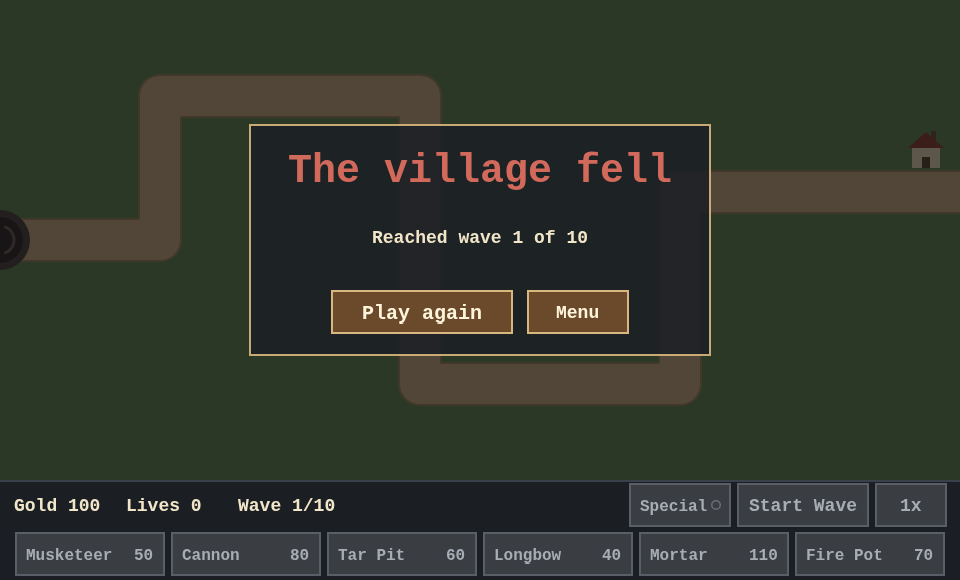 The village fell
Reached wave 1 of 10
Play again Menu
Gold 100 Lives 0 Wave 1/10 Special Start Wave 1x
Musketeer 50 Cannon 80 Tar Pit 60 Longbow 40 Mortar 110 Fire Pot 70